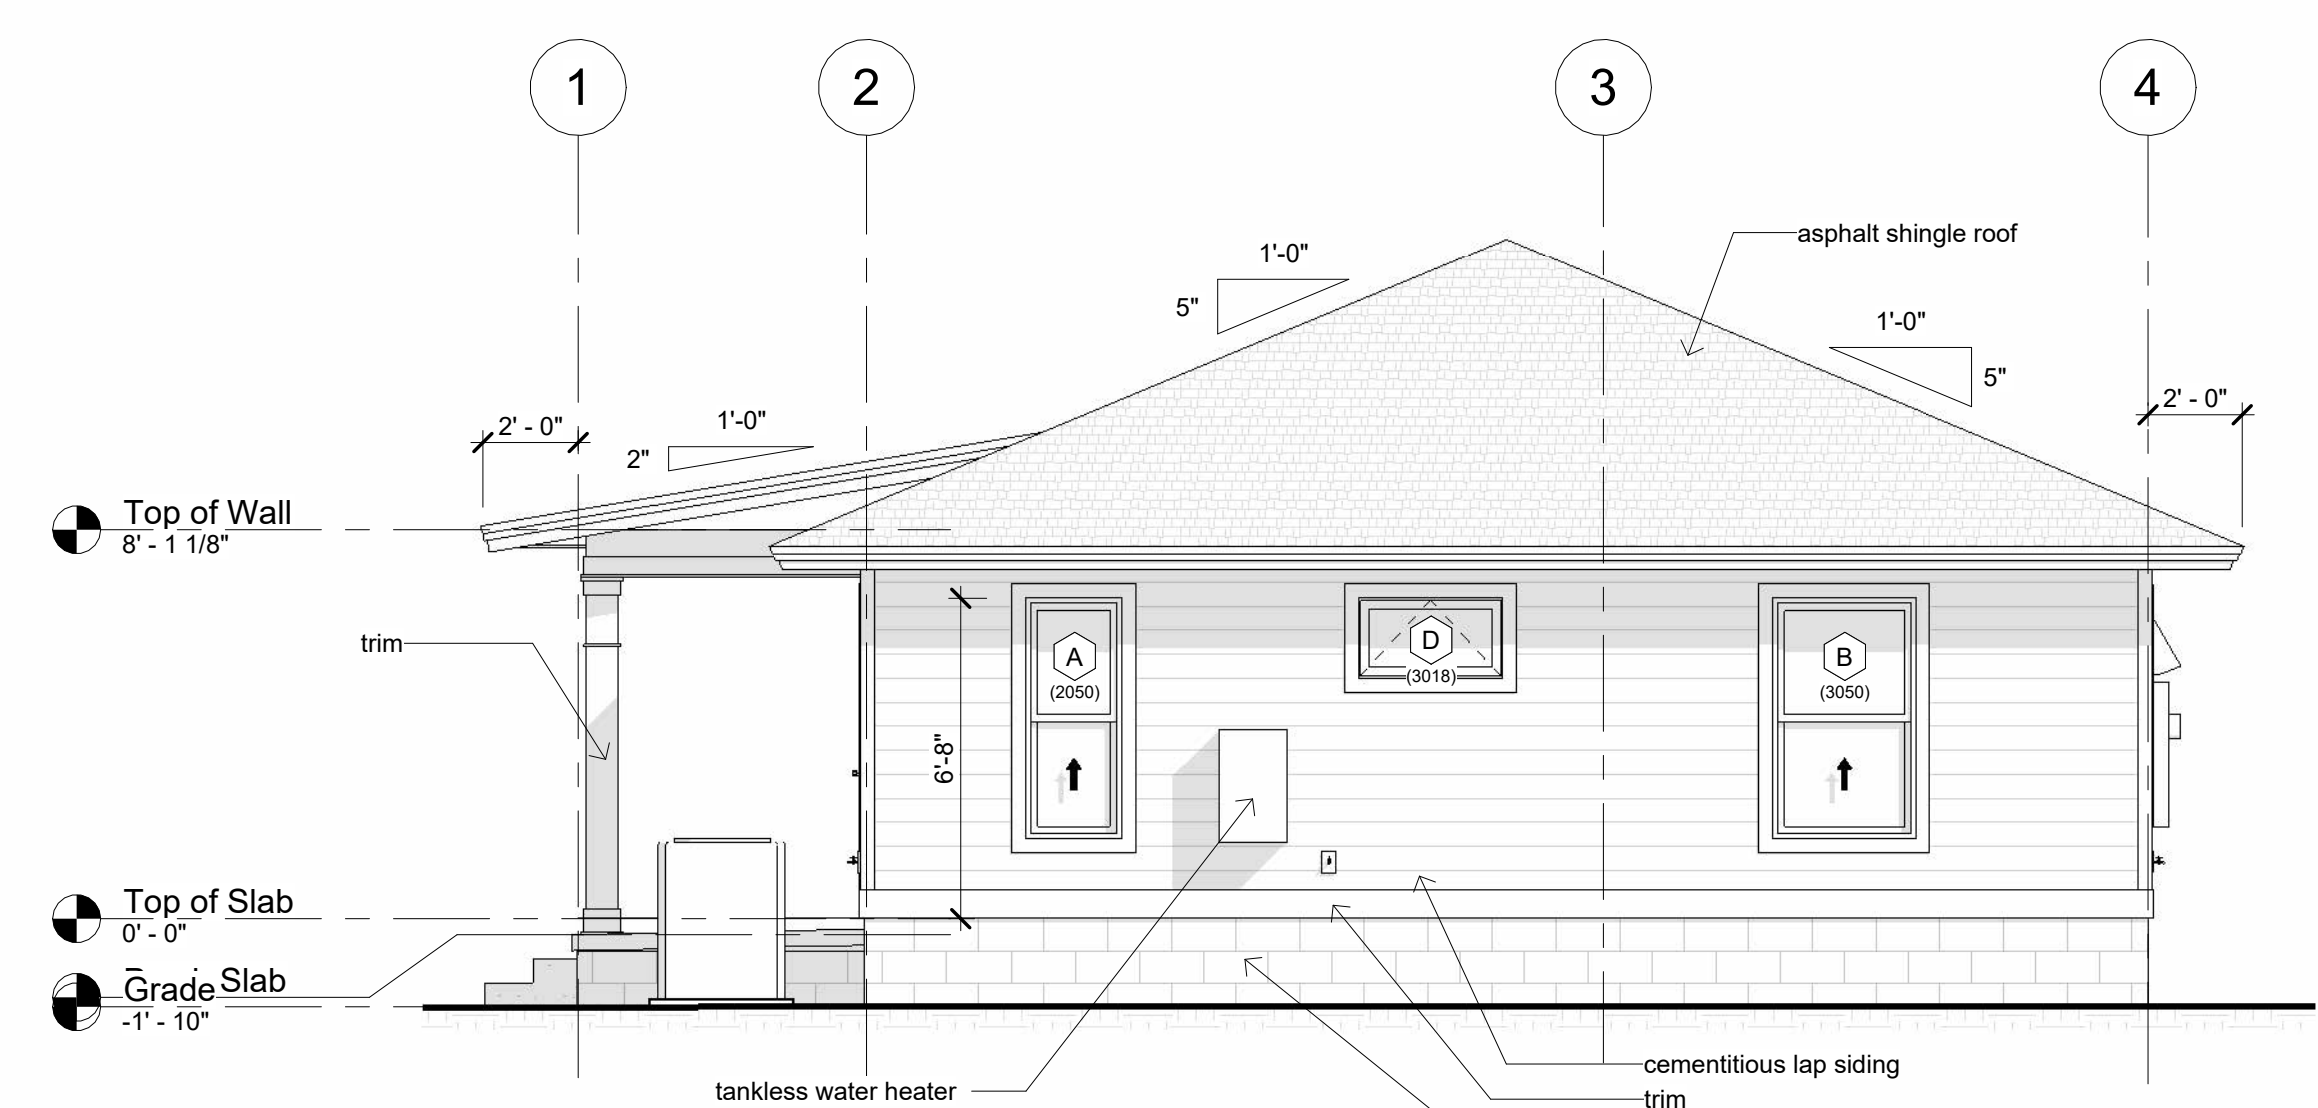 1
2
3
4
asphalt shingle roof
1'-0"
5"
1'-0"
5"
2' - 0"
2' - 0"
1'-0"
2"
Top of Wall
8' - 1 1/8"
trim
A
(2050)
D
(3018)
B
(3050)
6'-8"
Top of Slab
0' - 0"
Slab
Grade
-1' - 10"
cementitious lap siding
tankless water heater
trim